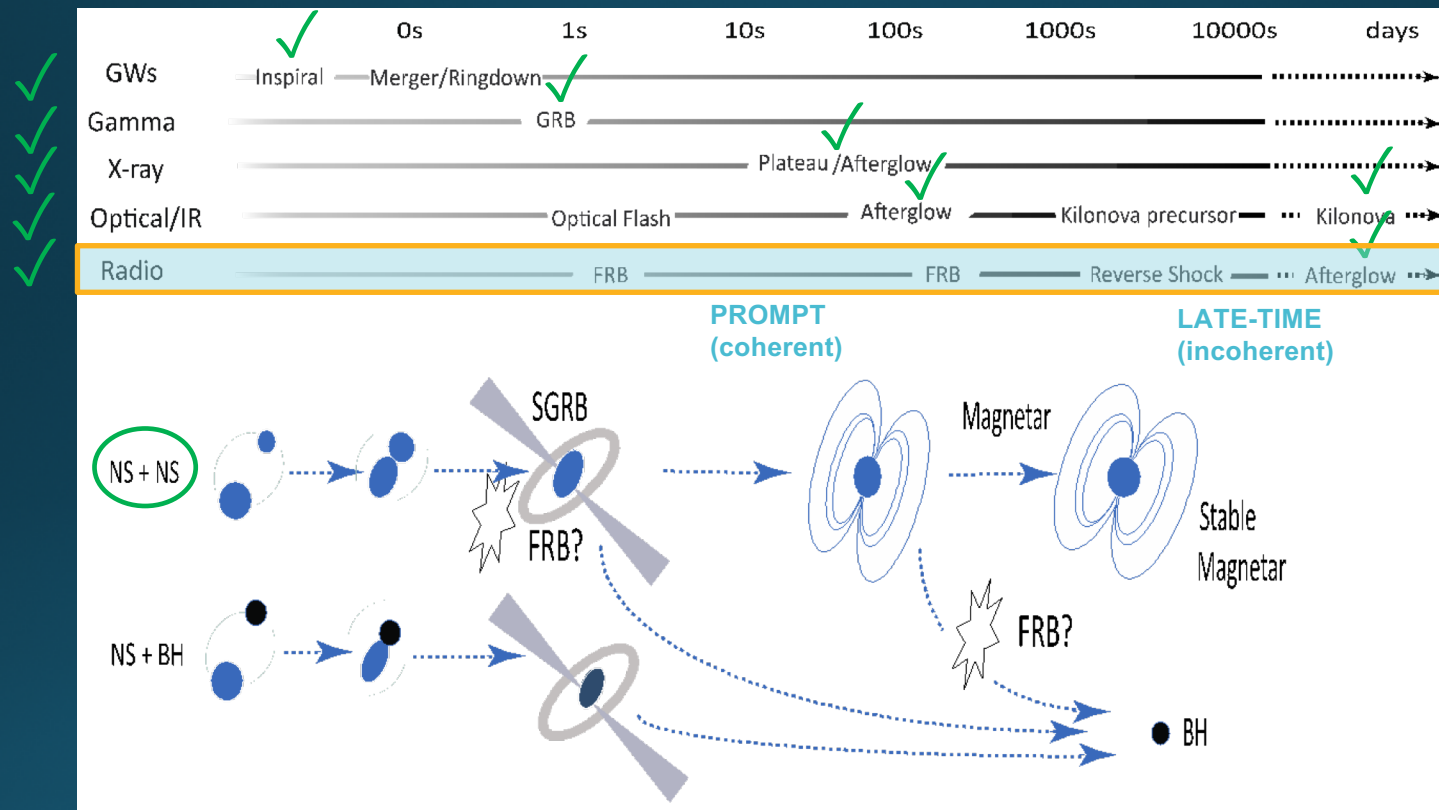 0s 1s 10s 100s 1000s 10000s days
GWs Inspiral Merger/Ringdown
Gamma GRB
X-ray Plateau /Afterglow
Optical/IR Optical Flash Afterglow Kilonova precursor Kilonova
Radio FRB FRB Reverse Shock Afterglow
PROMPT
(coherent)
LATE-TIME
(incoherent)
SGRB
Magnetar
NS + NS
FRB?
Stable
Magnetar
FRB?
NS + BH
BH